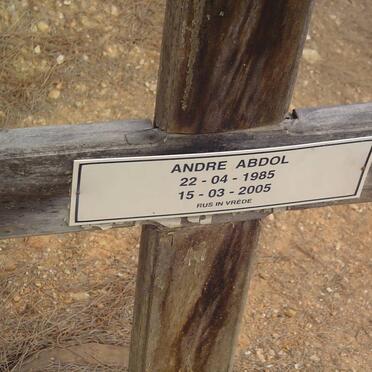 ANDRE ABDOL
22 - 04 - 1985
15 - 03 - 2005
RUS IN VREDE